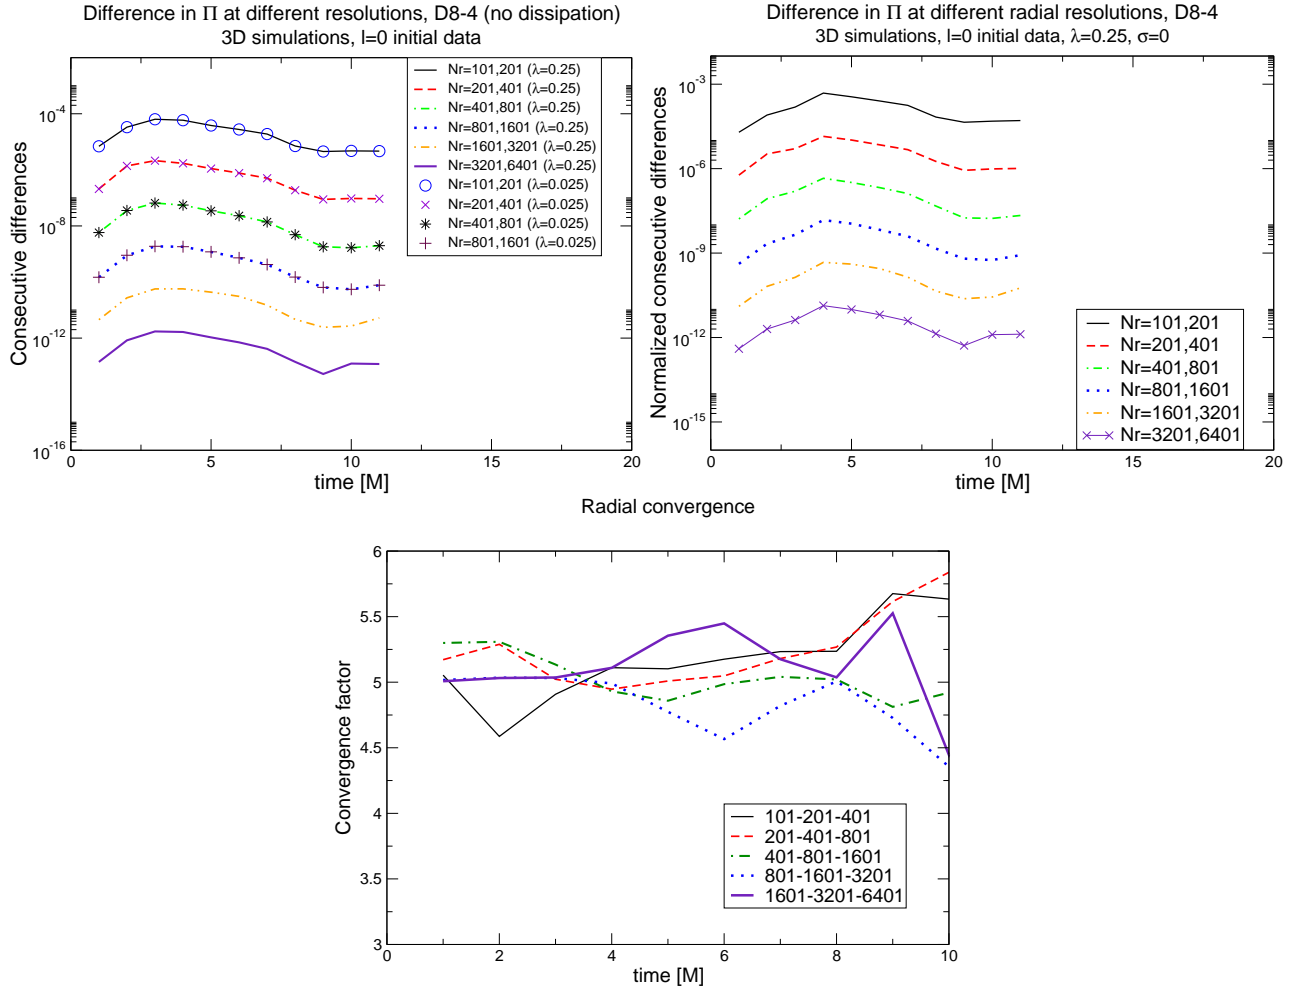 Difference in Π at different resolutions, D8-4 (no dissipation)
3D simulations, l=0 initial data
Consecutive differences
10^-4
10^-8
10^-12
10^-16
0
5
10
15
20
time [M]
Nr=101,201 (λ=0.25)
Nr=201,401 (λ=0.25)
Nr=401,801 (λ=0.25)
Nr=801,1601 (λ=0.25)
Nr=1601,3201 (λ=0.25)
Nr=3201,6401 (λ=0.25)
Nr=101,201 (λ=0.025)
Nr=201,401 (λ=0.025)
Nr=401,801 (λ=0.025)
Nr=801,1601 (λ=0.025)
Difference in Π at different radial resolutions, D8-4
3D simulations, l=0 initial data, λ=0.25, σ=0
Normalized consecutive differences
10^-3
10^-6
10^-9
10^-12
10^-15
0
5
10
15
20
time [M]
Nr=101,201
Nr=201,401
Nr=401,801
Nr=801,1601
Nr=1601,3201
Nr=3201,6401
Radial convergence
Convergence factor
6
5.5
5
4.5
4
3.5
3
0
2
4
6
8
10
time [M]
101-201-401
201-401-801
401-801-1601
801-1601-3201
1601-3201-6401